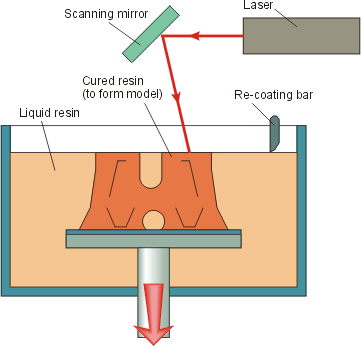 Laser
Scanning mirror
Cured resin
(to form model)
Re-coating bar
Liquid resin